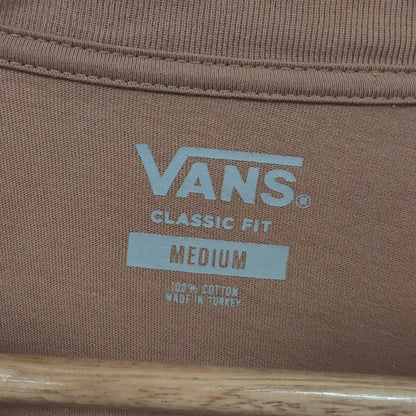 VANS®
CLASSIC FIT
MEDIUM
100% COTTON
MADE IN TURKEY